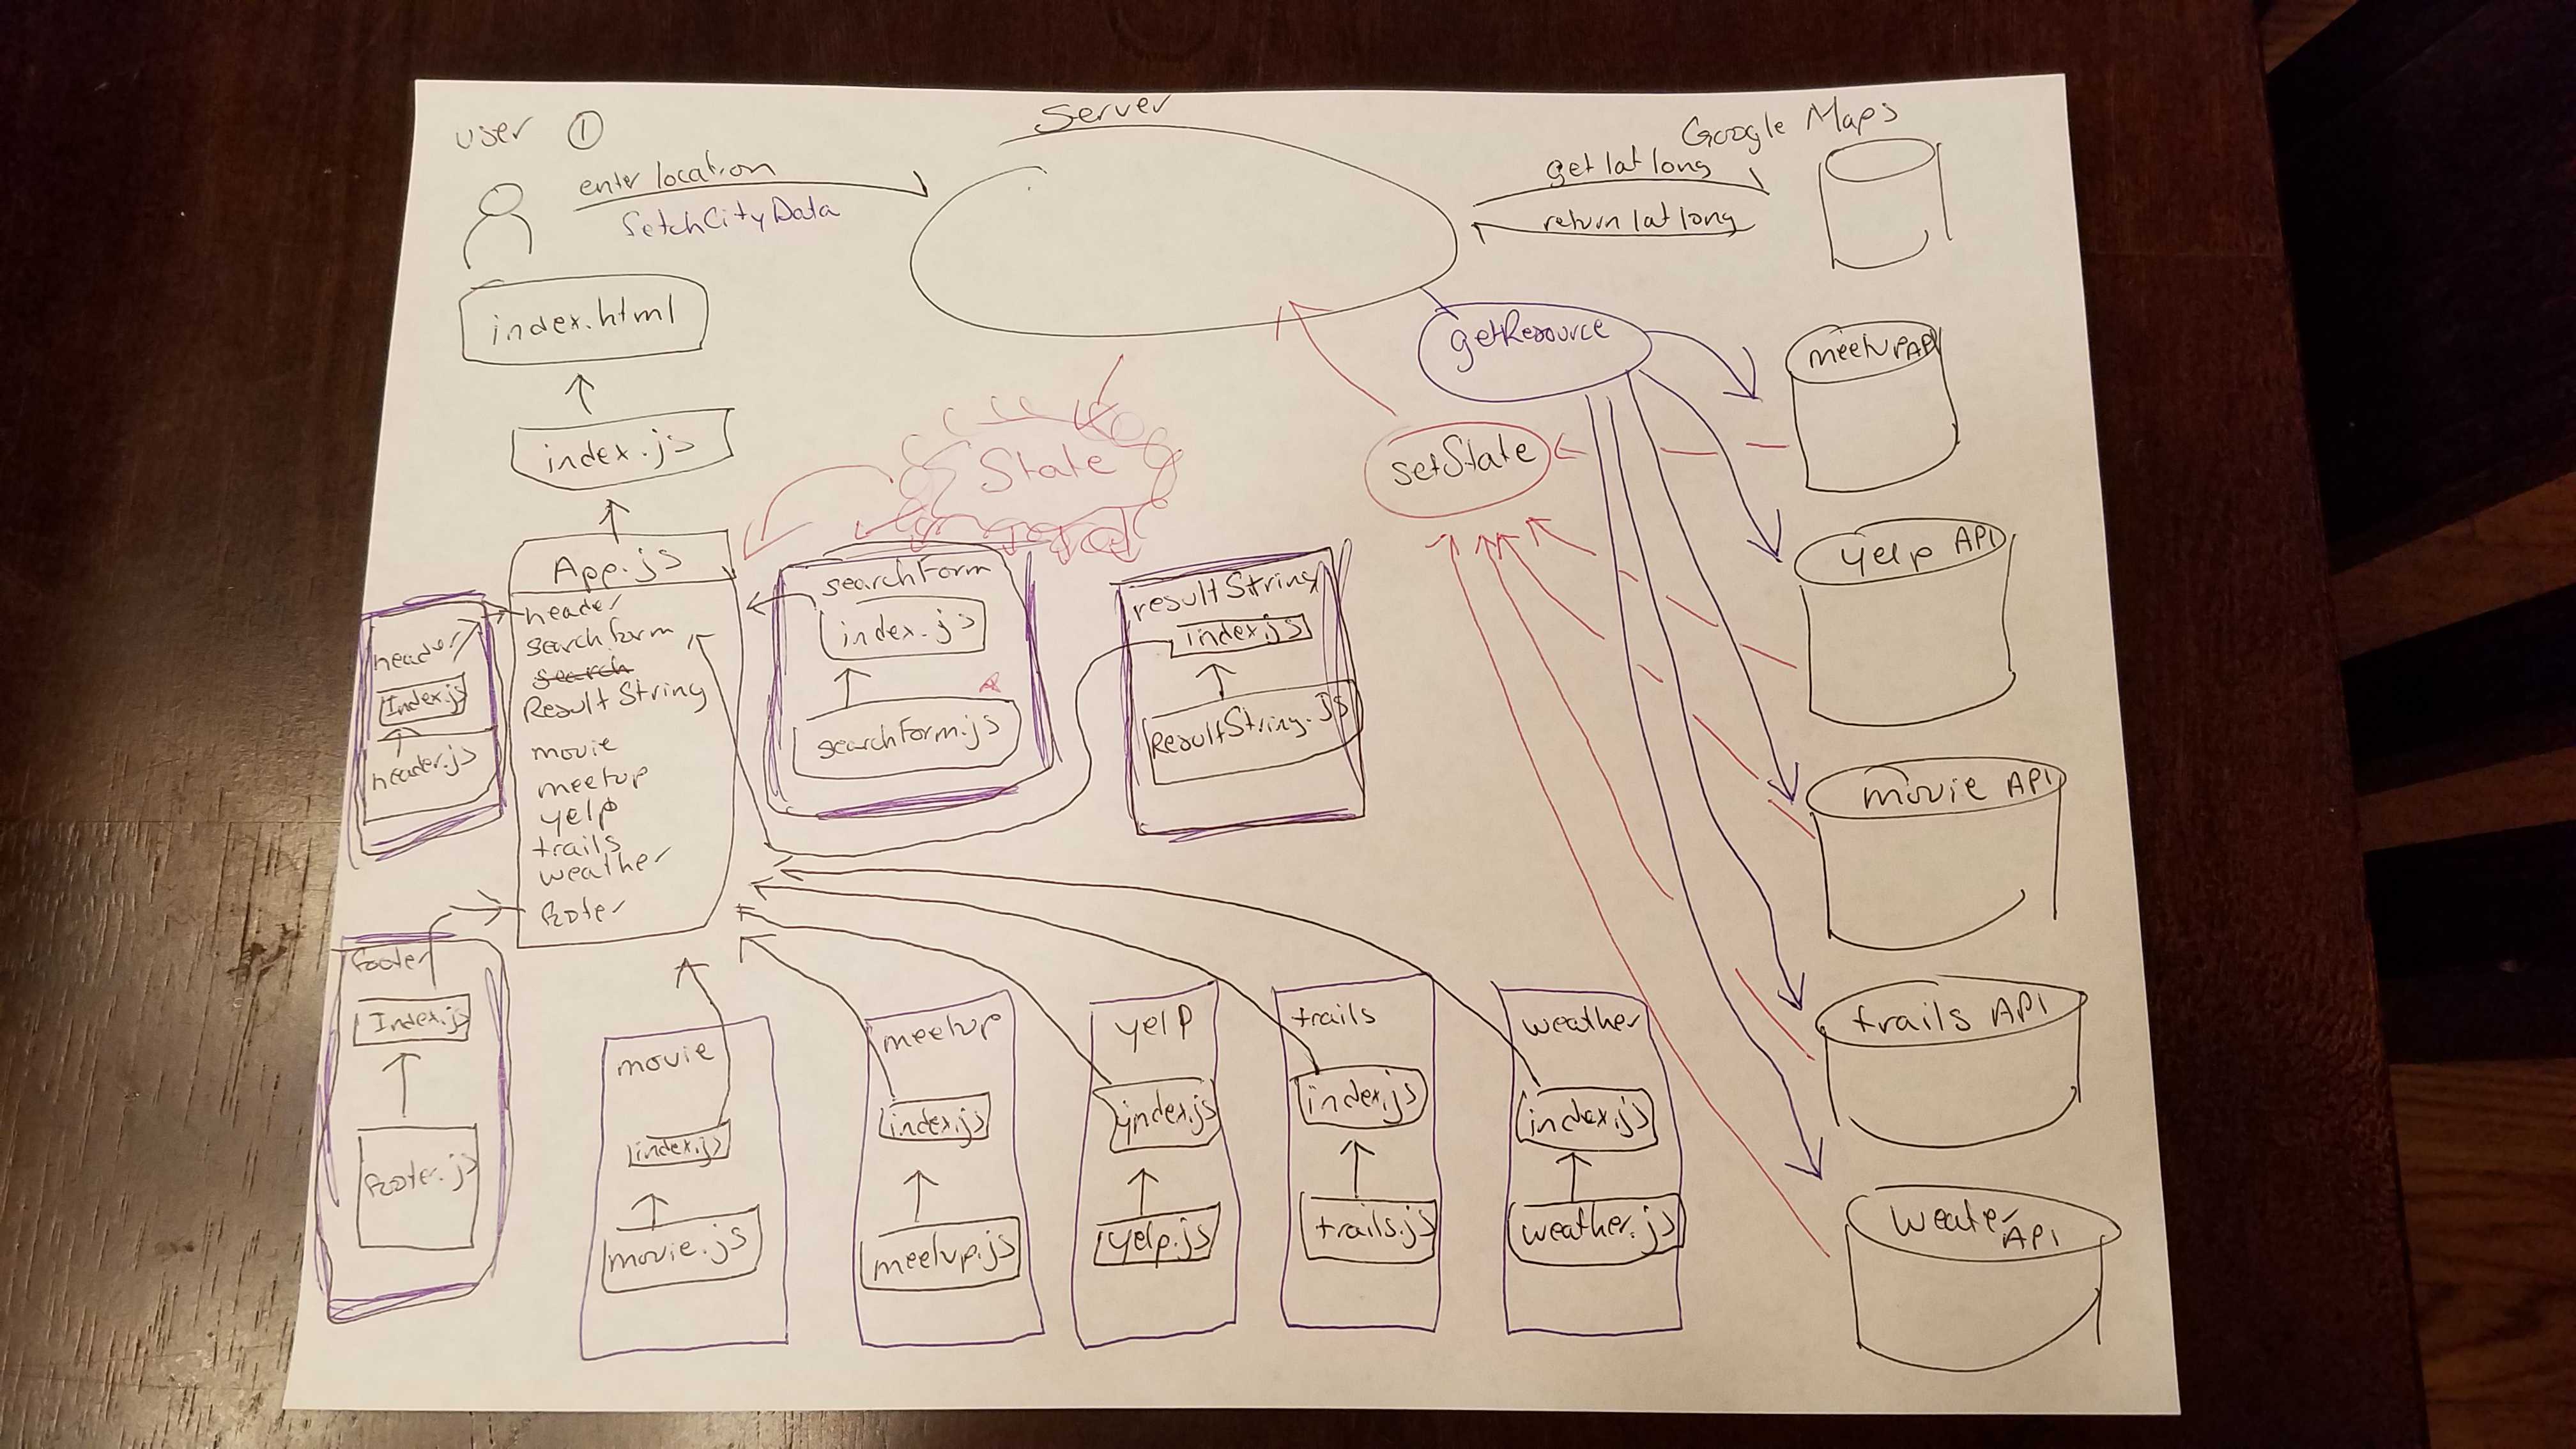 user ①
Server
Google Maps
enter location
fetchCityData
get lat long
return lat long
index.html
getResource
meetup API
index.js
State
setState
yelp API
App.js
header
searchform
search
Result String
movie
meetup
yelp
trails
weather
footer
header
Index.js
header.js
searchForm
index.js
searchForm.js
resultString
index.js
ResultString.js
movie API
footer
Index.js
footer.js
movie
index.js
movie.js
meetup
index.js
meetup.js
yelp
index.js
yelp.js
trails
index.js
trails.js
weather
index.js
weather.js
trails API
Weater
API